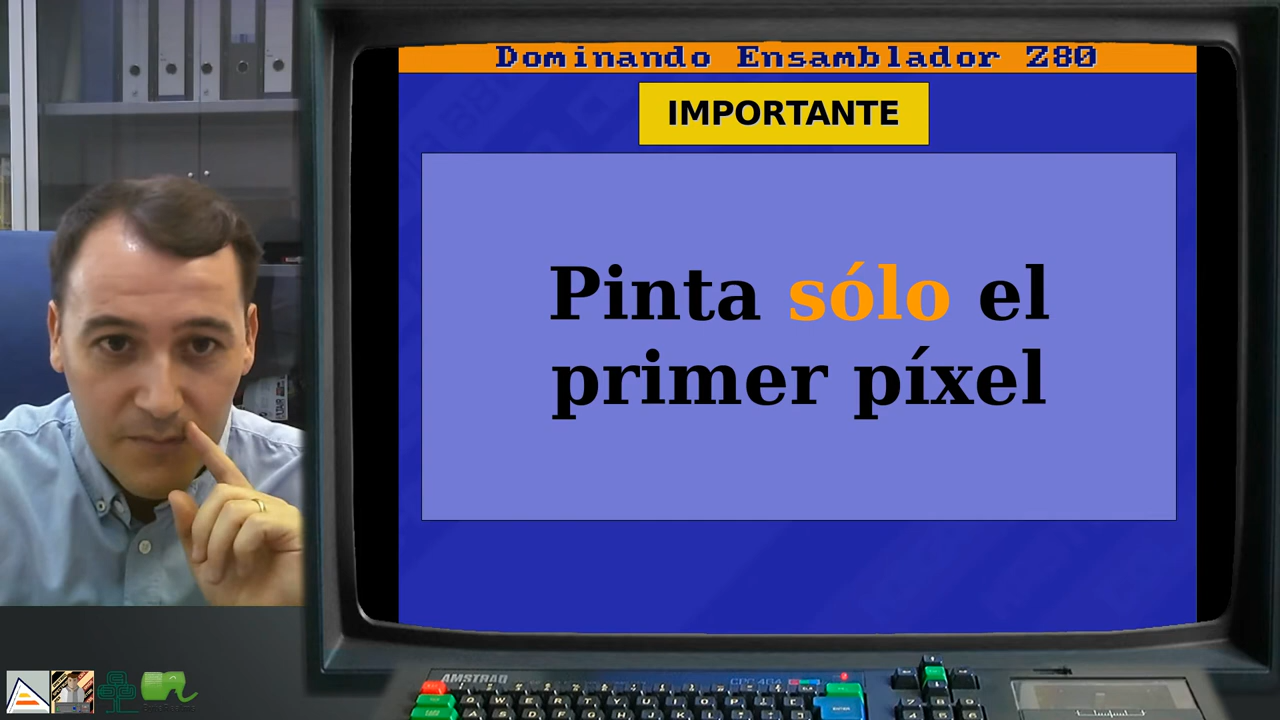 Dominando Ensamblador Z80
IMPORTANTE
Pinta sólo el
primer píxel
AMSTRAD